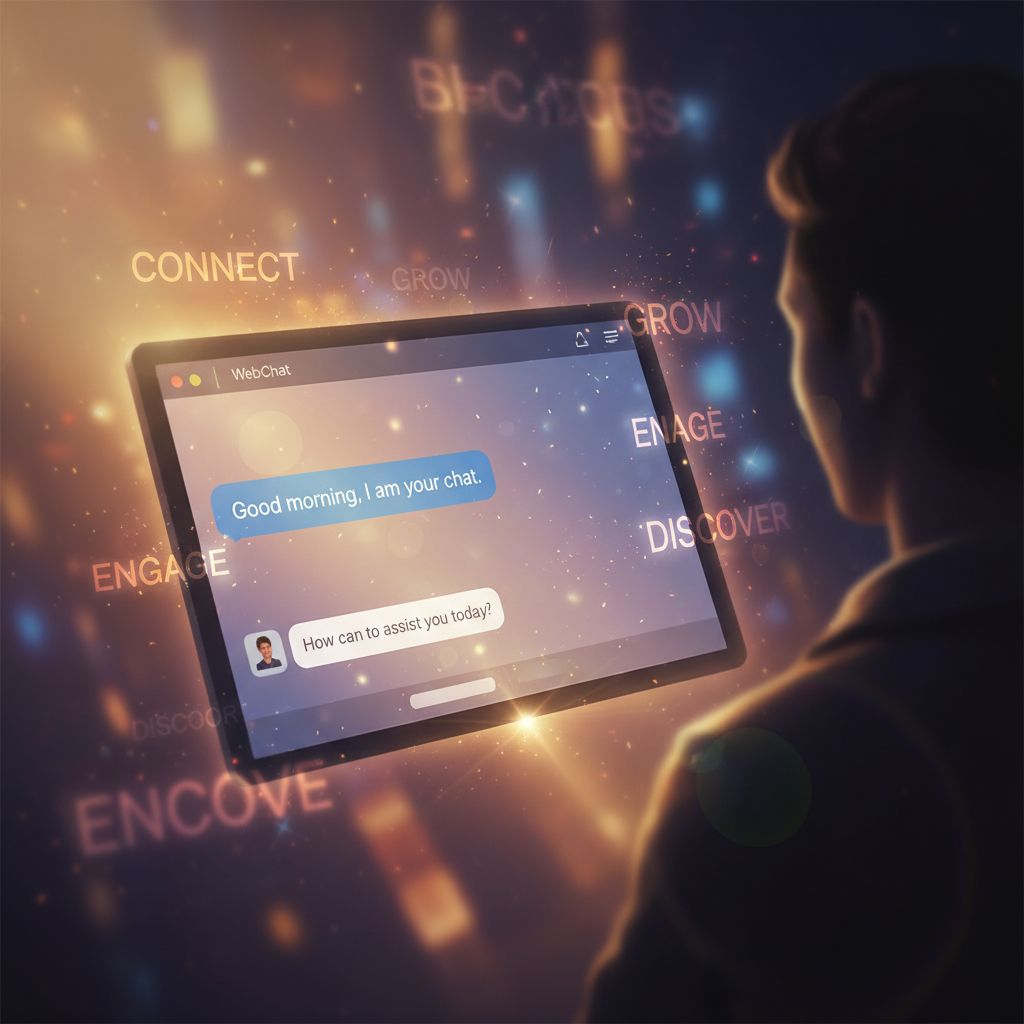 CONNECT
GROW
GROW
WebChat
ENAGE
Good morning, I am your chat.
DISCOVER
ENGAGE
How can to assist you today?
DISCOOR
ENCOVE